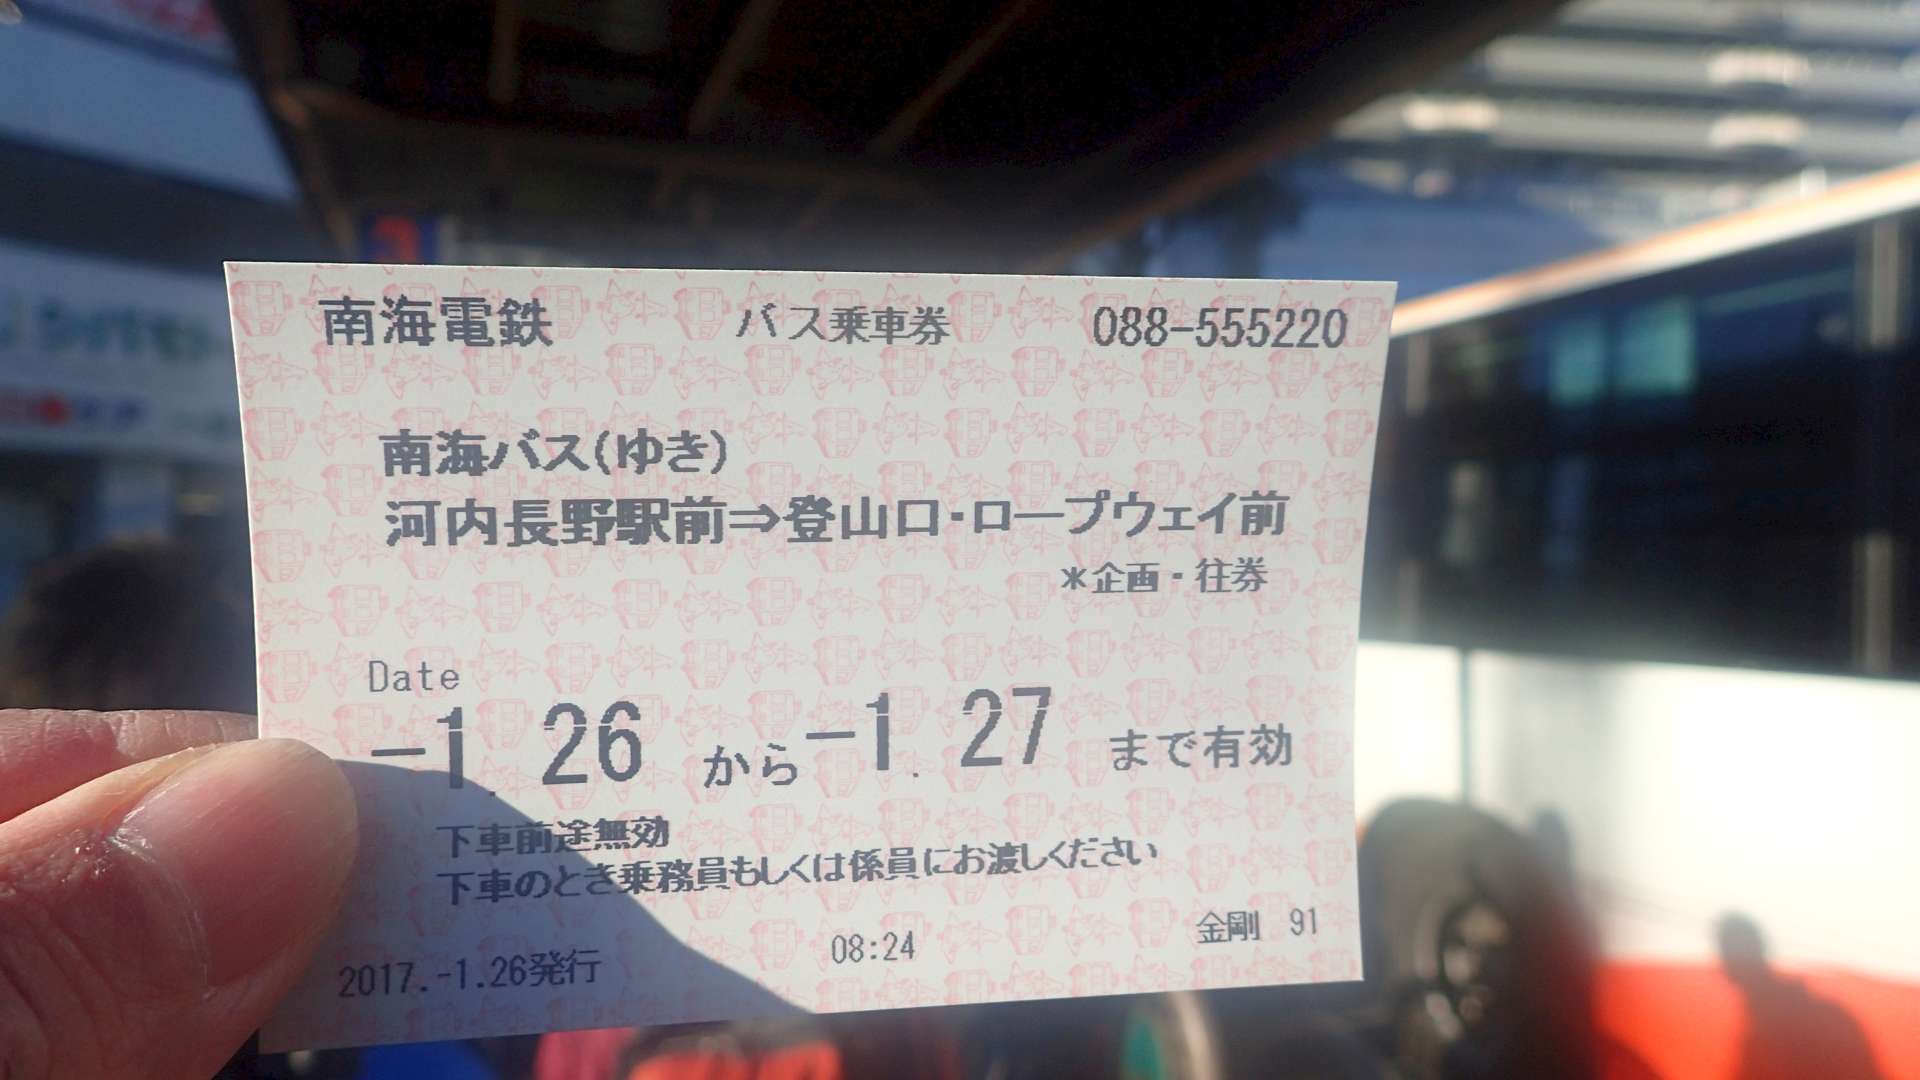 南海電鉄 バス乗車券 088-555220
南海バス(ゆき)
河内長野駅前⇒登山口・ロープウェイ前
*企画・往券
Date
-1. 26 から -1. 27 まで有効
下車前途無効
下車のとき乗務員もしくは係員にお渡しください
2017.-1.26発行 08:24 金剛 91